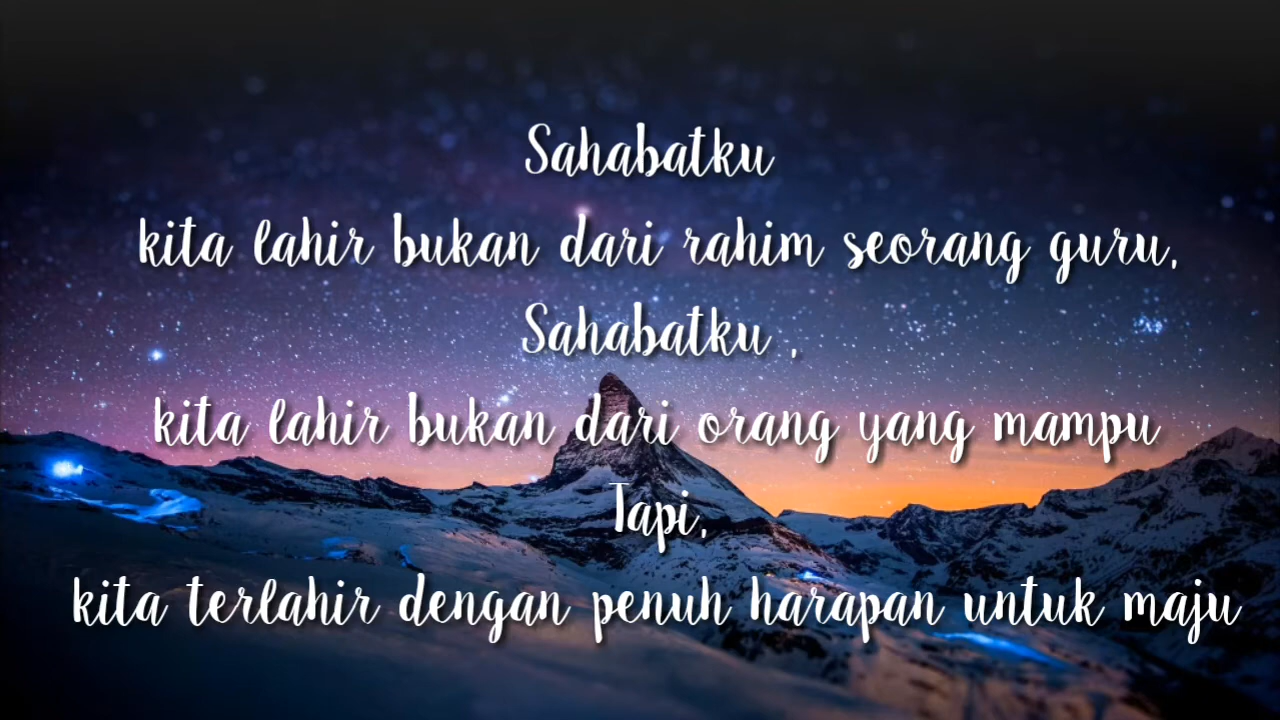 Sahabatku
kita lahir bukan dari rahim seorang guru,
Sahabatku ,
kita lahir bukan dari orang yang mampu
Tapi,
kita terlahir dengan penuh harapan untuk maju